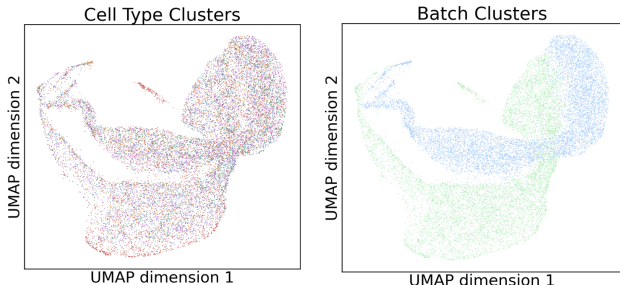 Cell Type Clusters
UMAP dimension 2
UMAP dimension 1
Batch Clusters
UMAP dimension 2
UMAP dimension 1